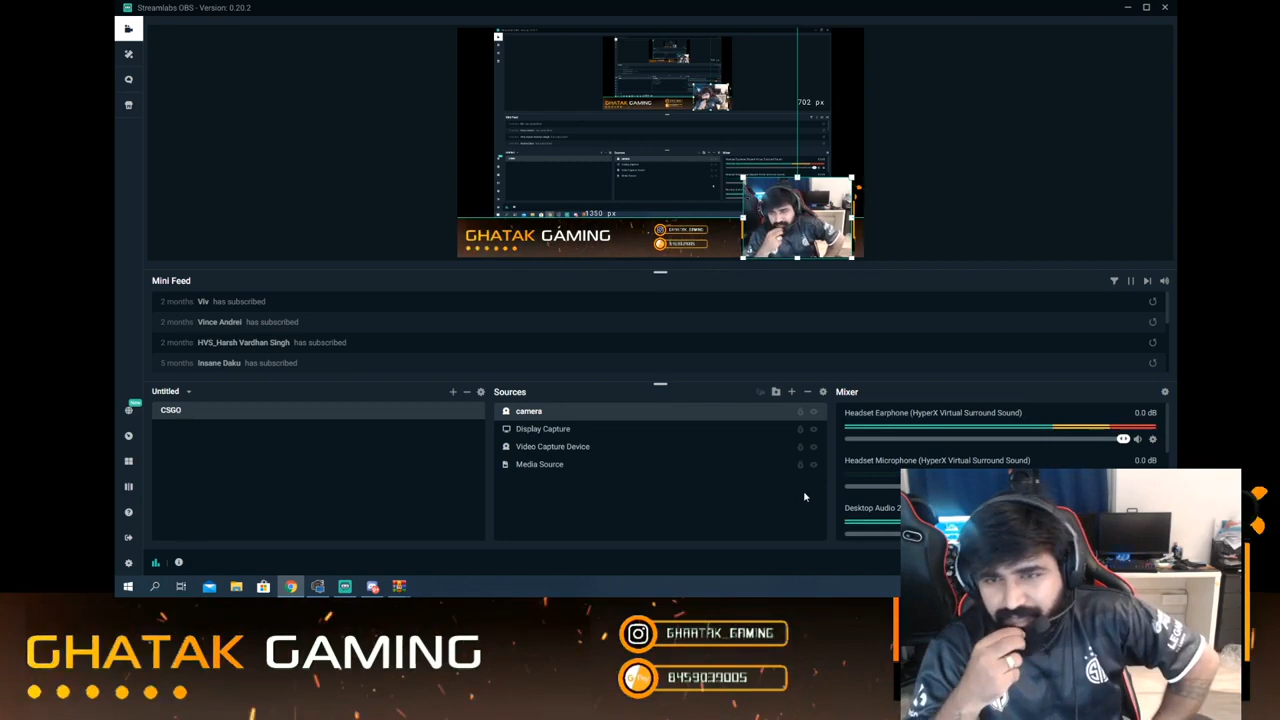 Streamlabs OBS - Version: 0.20.2
702 px
1350 px
GHATAK GAMING
GHATAK_GAMING
8459039005
Mini Feed
2 months Viv has subscribed
2 months Vince Andrei has subscribed
2 months HVS_Harsh Vardhan Singh has subscribed
5 months Insane Daku has subscribed
Untitled
Sources
Mixer
CSGO
camera
Display Capture
Video Capture Device
Media Source
Headset Earphone (HyperX Virtual Surround Sound) 0.0 dB
Headset Microphone (HyperX Virtual Surround Sound) 0.0 dB
Desktop Audio 2
New
GHATAK GAMING
GHAATAK_GAMING
8459039005